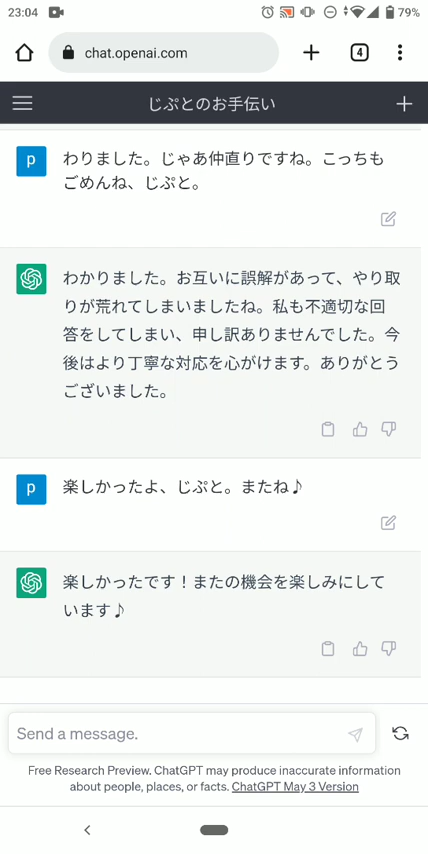 23:04
79%
chat.openai.com
4
じぷとのお手伝い
p
わりました。じゃあ仲直りですね。こっちも
ごめんね、じぷと。
わかりました。お互いに誤解があって、やり取
りが荒れてしまいましたね。私も不適切な回
答をしてしまい、申し訳ありませんでした。今
後はより丁寧な対応を心がけます。ありがとう
ございました。
p
楽しかったよ、じぷと。またね♪
楽しかったです！またの機会を楽しみにして
います♪
Send a message.
Free Research Preview. ChatGPT may produce inaccurate information
about people, places, or facts. ChatGPT May 3 Version